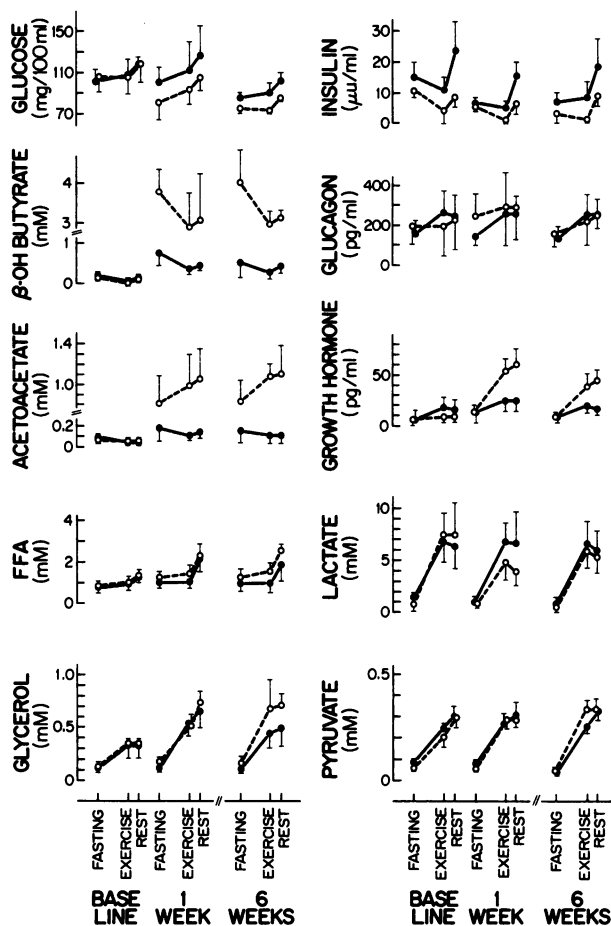 GLUCOSE
(mg/100ml)
150
130
110
90
70
β-OH BUTYRATE
(mM)
4
3
1
0
ACETOACETATE
(mM)
1.4
1.0
0.2
0
FFA
(mM)
4
2
0
GLYCEROL
(mM)
1.0
0.5
0
FASTING
EXERCISE
REST
FASTING
EXERCISE
REST
FASTING
EXERCISE
REST
BASE
LINE
1
WEEK
6
WEEKS
INSULIN
(µu/ml)
30
20
10
0
GLUCAGON
(pg/ml)
400
200
0
GROWTH HORMONE
(pg/ml)
50
0
LACTATE
(mM)
10
5
0
PYRUVATE
(mM)
0.5
0
FASTING
EXERCISE
REST
FASTING
EXERCISE
REST
FASTING
EXERCISE
REST
BASE
LINE
1
WEEK
6
WEEKS